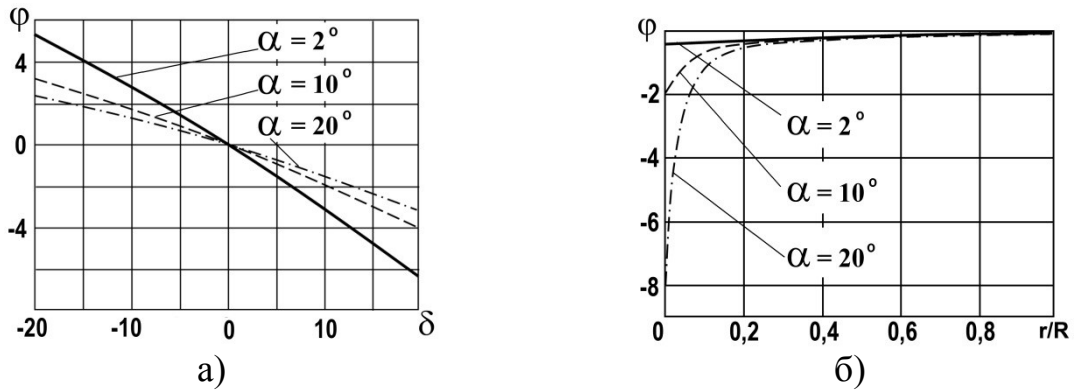 φ
4
0
-4
-20
-10
0
10
δ
α = 2°
α = 10°
α = 20°
а)
φ
0
-2
-4
-6
-8
0
0,2
0,4
0,6
0,8
r/R
α = 2°
α = 10°
α = 20°
б)